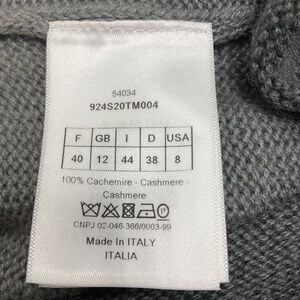 54034
924S20TM004
F GB I D USA
40 12 44 38 8
100% Cachemire - Cashmere -
Cashmere
CNPJ 02-046-366/0003-99
Made In ITALY
ITALIA